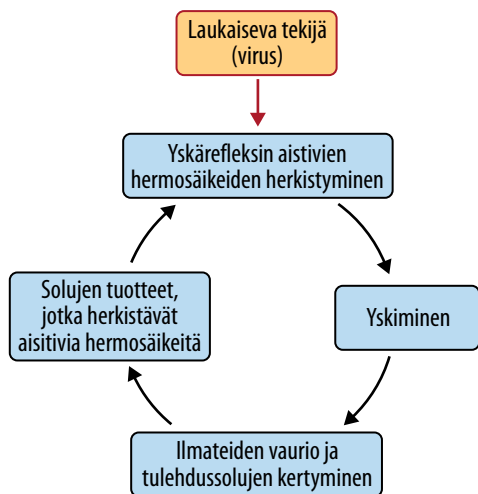 Laukaiseva tekijä
(virus)
Yskärefleksin aistivien
hermosäikeiden herkistyminen
Solujen tuotteet,
jotka herkistävät
aisitivia hermosäikeitä
Yskiminen
Ilmateiden vaurio ja
tulehdussolujen kertyminen